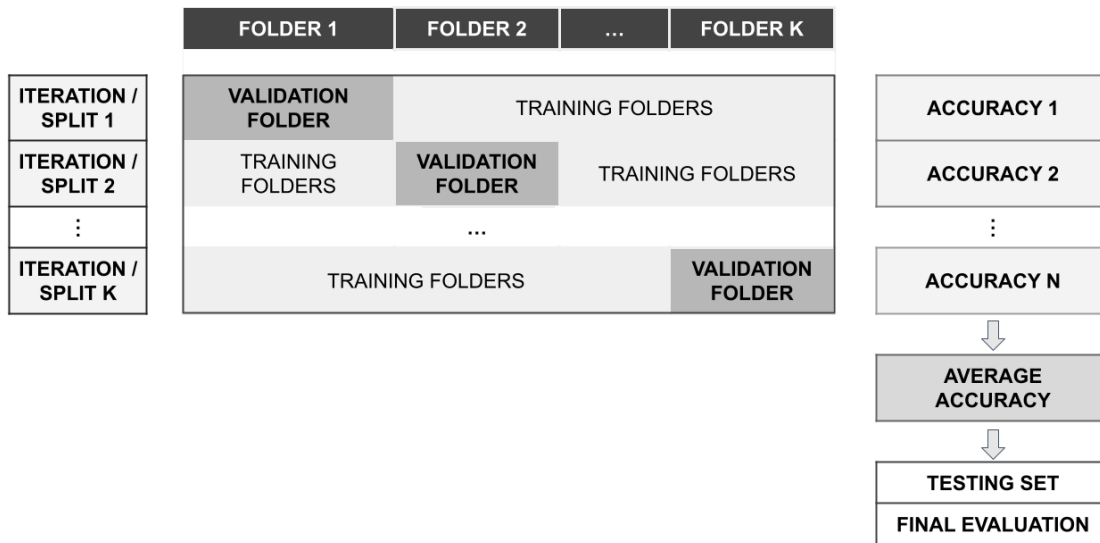 FOLDER 1 FOLDER 2 ... FOLDER K
ITERATION /
SPLIT 1
VALIDATION
FOLDER
TRAINING FOLDERS
ACCURACY 1
ITERATION /
SPLIT 2
TRAINING
FOLDERS
VALIDATION
FOLDER
TRAINING FOLDERS
ACCURACY 2
⋮
...
⋮
ITERATION /
SPLIT K
TRAINING FOLDERS
VALIDATION
FOLDER
ACCURACY N
AVERAGE
ACCURACY
TESTING SET
FINAL EVALUATION